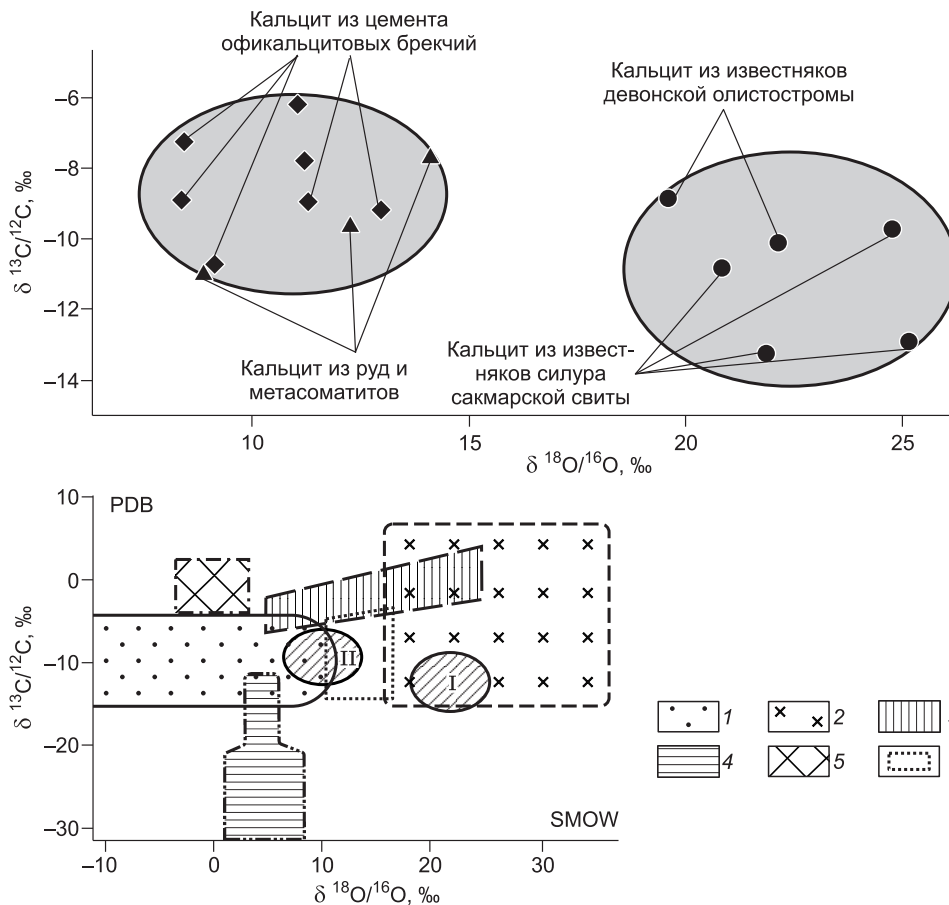 Кальцит из цемента
офикальцитовых брекчий
Кальцит из известняков
девонской олистостромы
–6
–8
–10
–12
–14
δ ¹³C/¹²C, ‰
Кальцит из руд и
метасоматитов
Кальцит из извест-
няков силура
сакмарской свиты
10
15
20
25
δ ¹⁸O/¹⁶O, ‰
10
0
–10
–20
–30
δ ¹³C/¹²C, ‰
PDB
II
I
SMOW
1
2
4
5
–10
0
10
20
30
δ ¹⁸O/¹⁶O, ‰